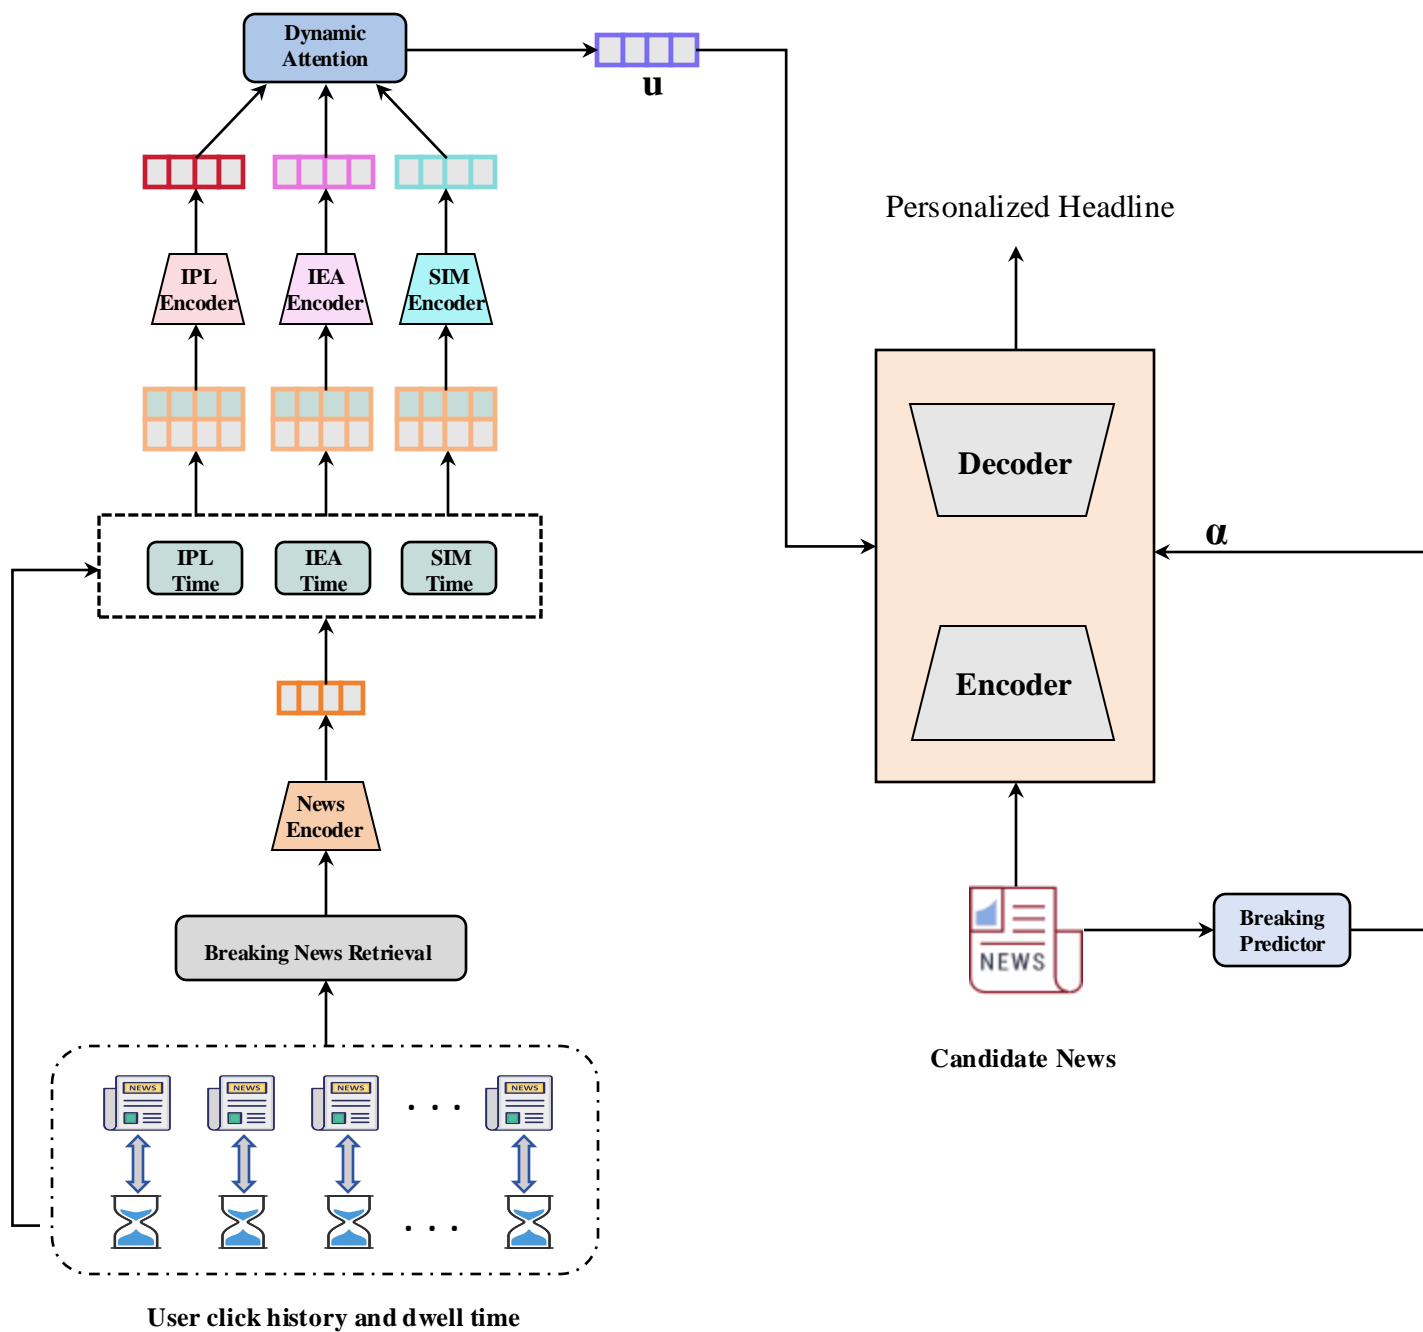 Dynamic
Attention
u
IPL
Encoder
IEA
Encoder
SIM
Encoder
IPL
Time
IEA
Time
SIM
Time
News
Encoder
Breaking News Retrieval
NEWS
NEWS
NEWS
. . .
NEWS
. . .
User click history and dwell time
Personalized Headline
Decoder
α
Encoder
NEWS
Breaking
Predictor
Candidate News